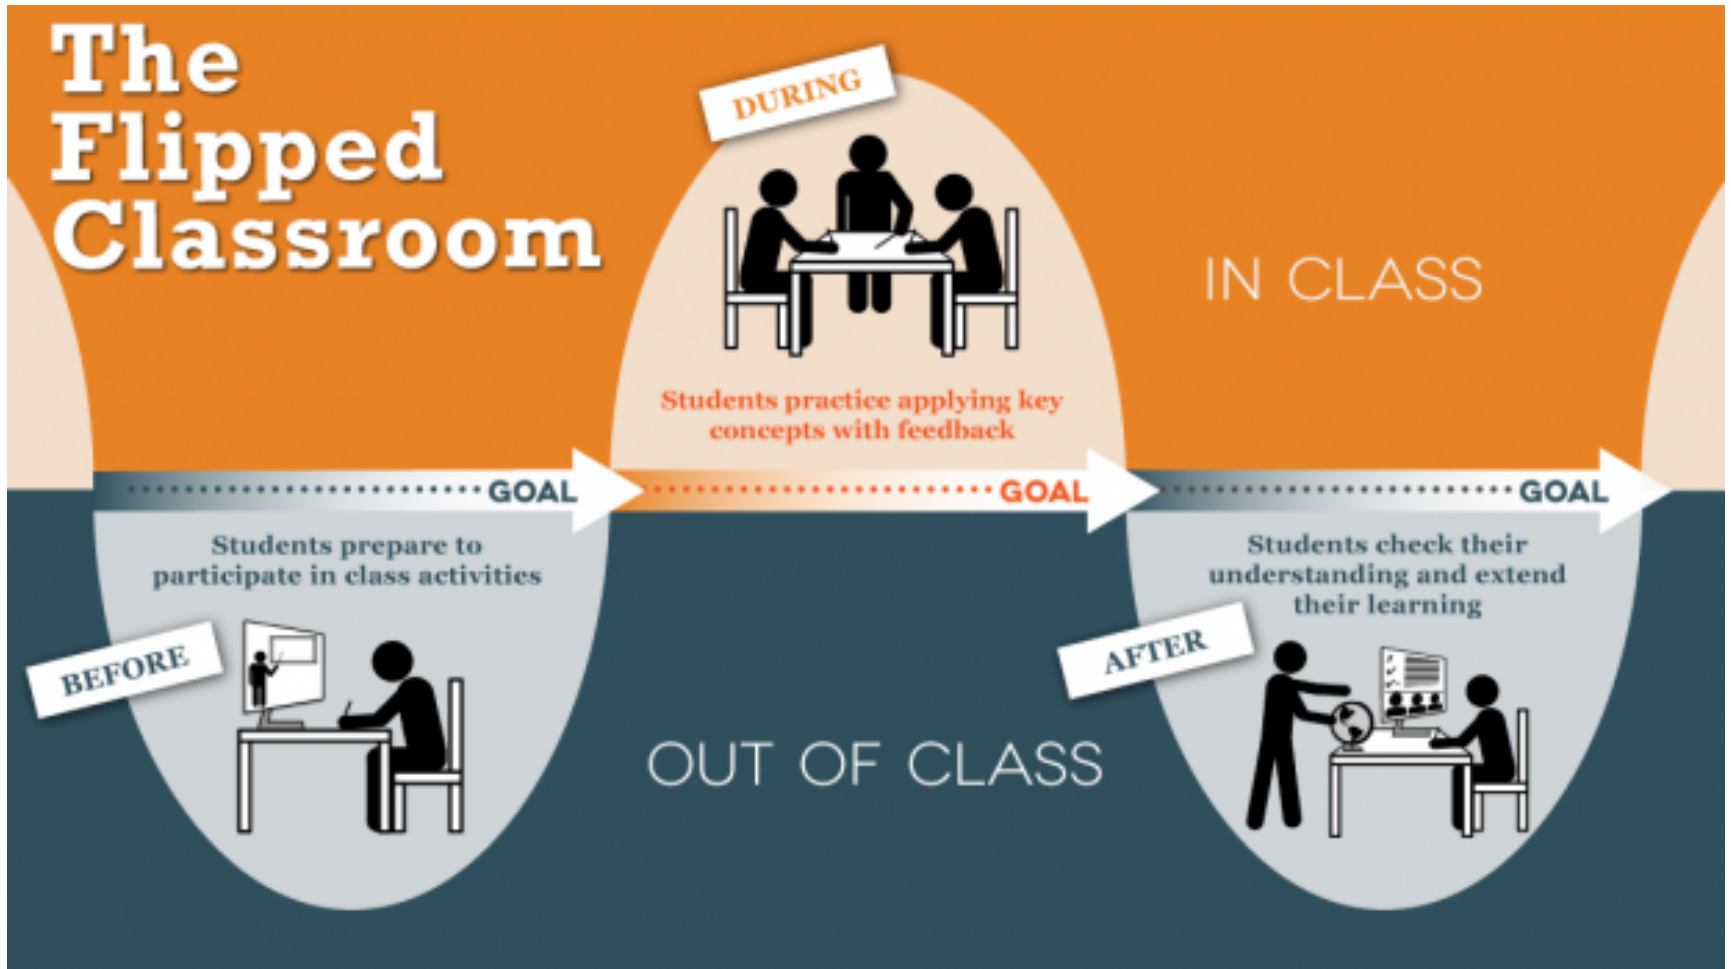 The
Flipped
Classroom
DURING
IN CLASS
Students practice applying key
concepts with feedback
GOAL
GOAL
GOAL
Students prepare to
participate in class activities
BEFORE
OUT OF CLASS
Students check their
understanding and extend
their learning
AFTER